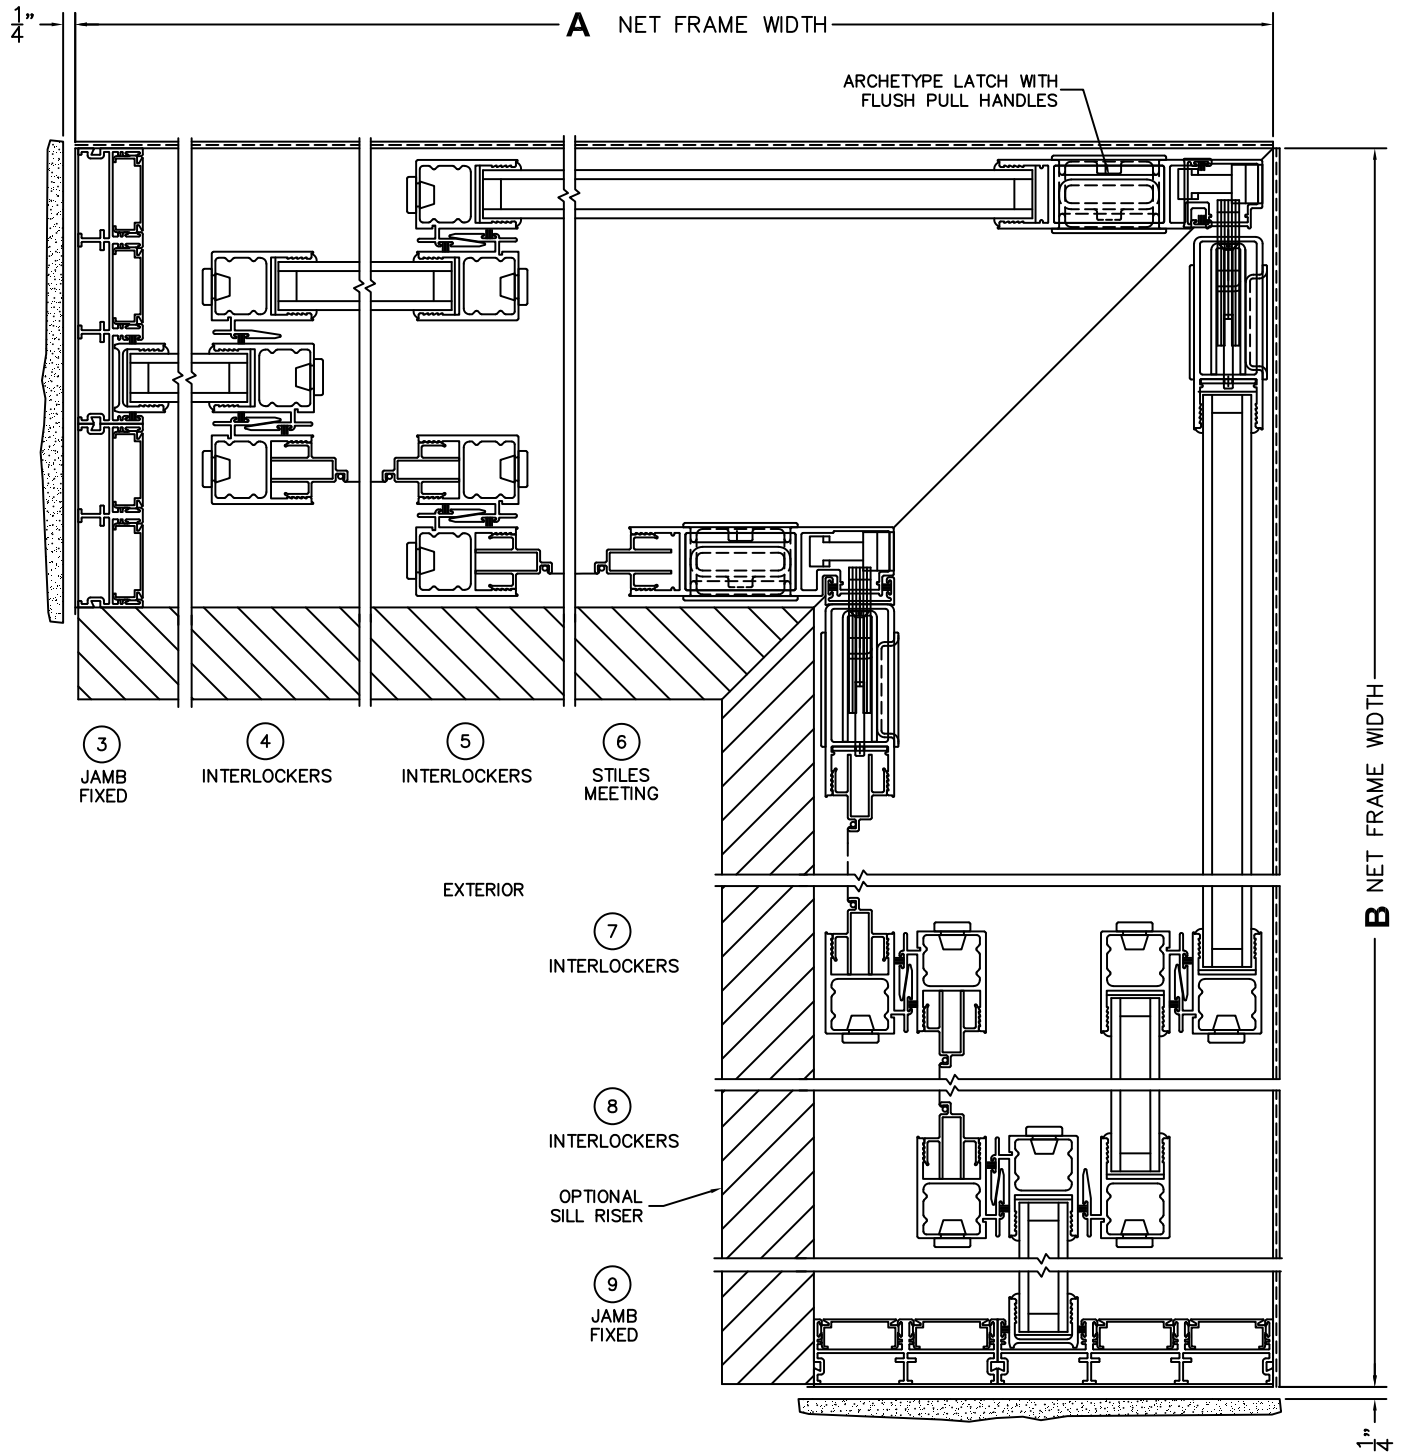 1/4"
A NET FRAME WIDTH
ARCHETYPE LATCH WITH
FLUSH PULL HANDLES
3
JAMB
FIXED
4
INTERLOCKERS
5
INTERLOCKERS
6
STILES
MEETING
EXTERIOR
7
INTERLOCKERS
8
INTERLOCKERS
OPTIONAL
SILL RISER
9
JAMB
FIXED
B NET FRAME WIDTH
1/4"